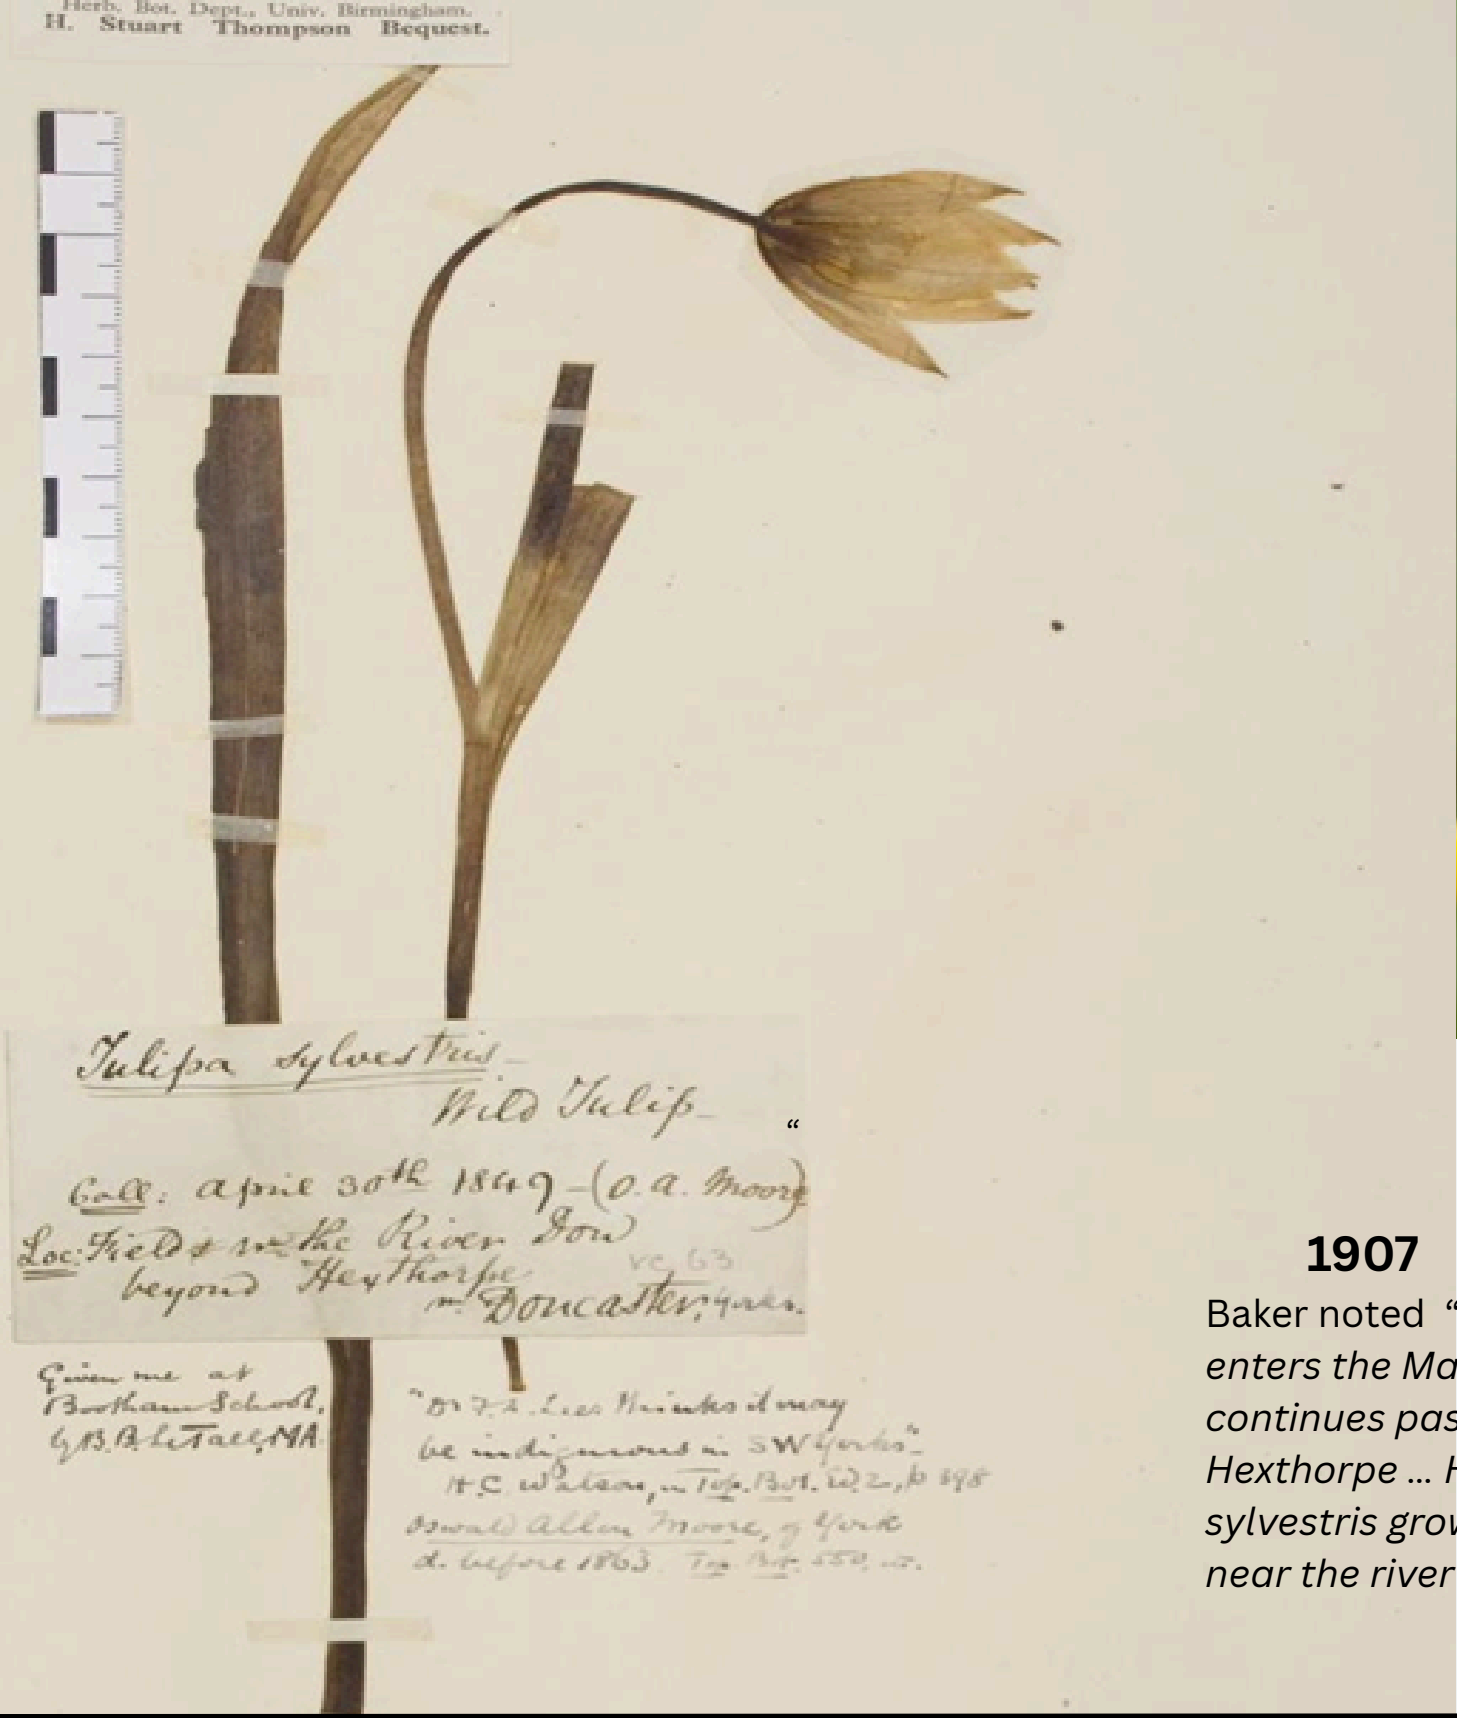 Herb. Bot. Dept., Univ. Birmingham.
H. Stuart Thompson Bequest.
Tulipa sylvestris
Wild Tulip
“
Coll: April 30th 1849 - (O. A. Moore)
Loc: Fields nr the River Don
beyond Hexthorpe
vc 63
nr Doncaster, Yorks.
Given me at
Bootham School,
by B. B. LeTall, MA
"Dr F. A. Lees thinks it may
be indigenous in SW Yorks"
H. C. Watson, in Top. Bot. Ed. 2, p 398
Oswald Allen Moore, of York
d. before 1863. Top. Bot. 550,
1907
Baker noted “
enters the Ma
continues pas
Hexthorpe ... H
sylvestris grow
near the river